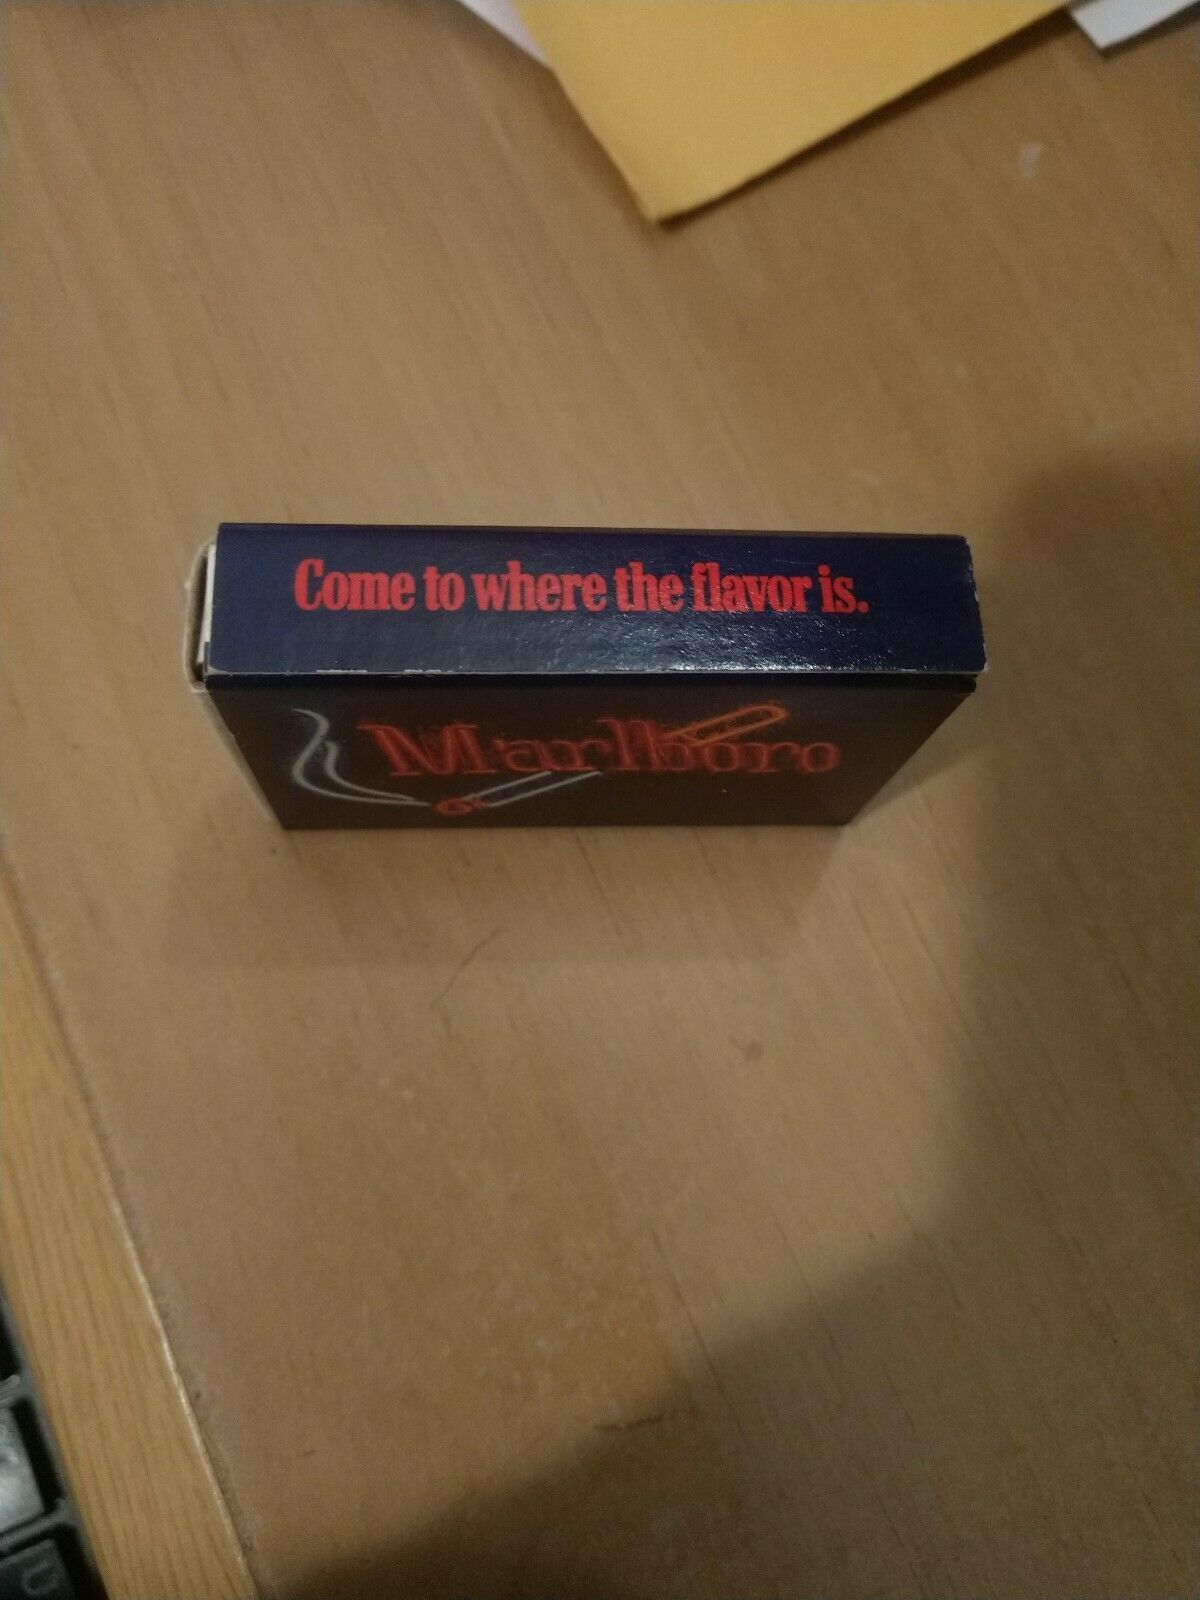 Come to where the flavor is.
Marlboro